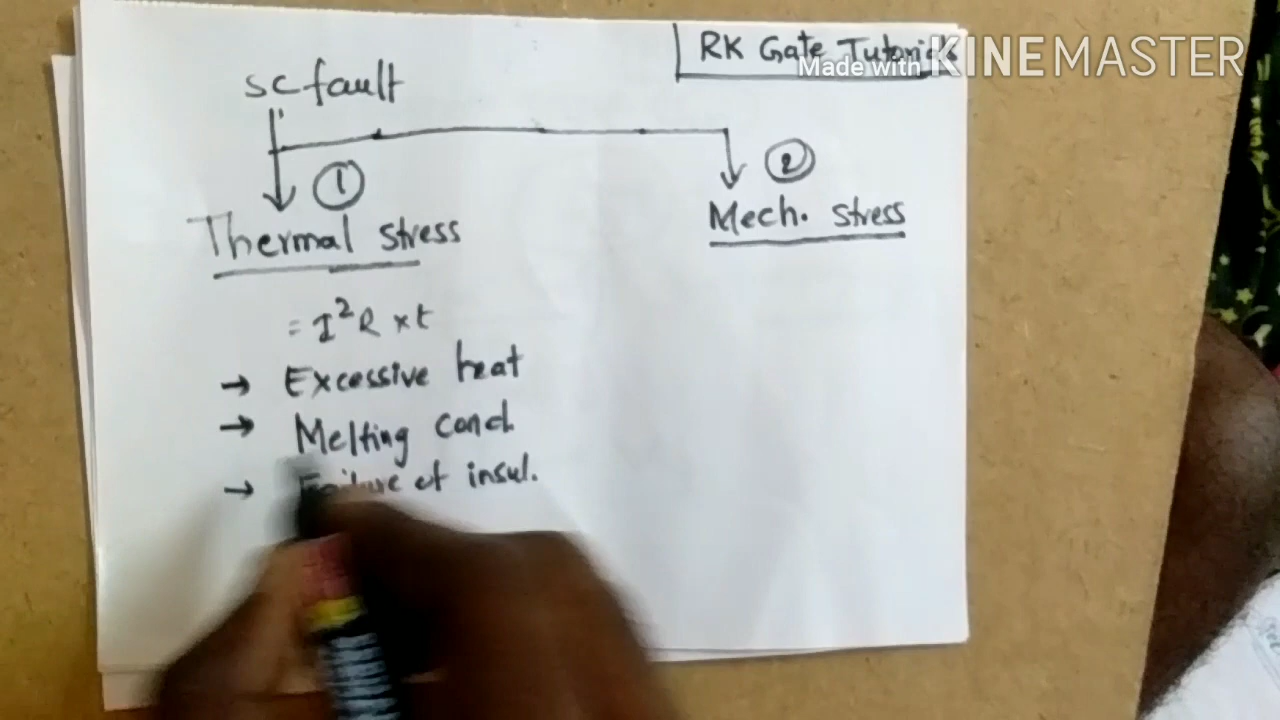 RK Gate Tutorials
Made with KINEMASTER
sc fault
1
2
Thermal stress
Mech. stress
= I²R × t
→ Excessive heat
→ Melting cond.
→ Failure of insul.